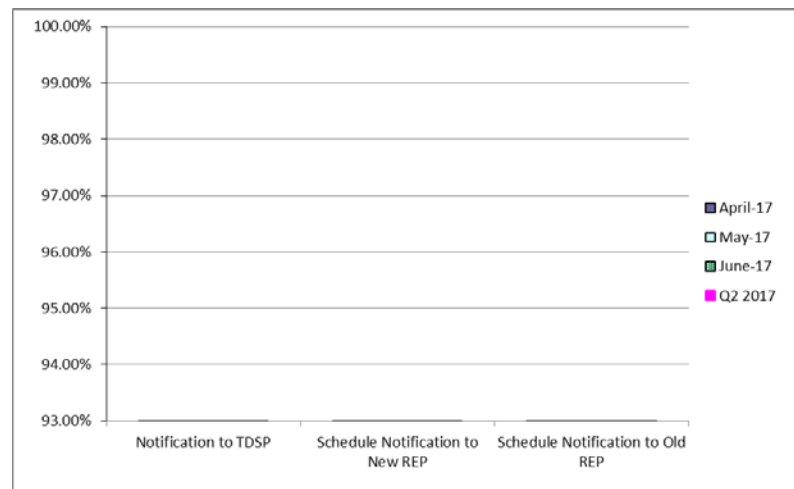 100.00%
99.00%
98.00%
97.00%
96.00%
95.00%
94.00%
93.00%
Notification to TDSP
Schedule Notification to
New REP
Schedule Notification to Old
REP
April-17
May-17
June-17
Q2 2017